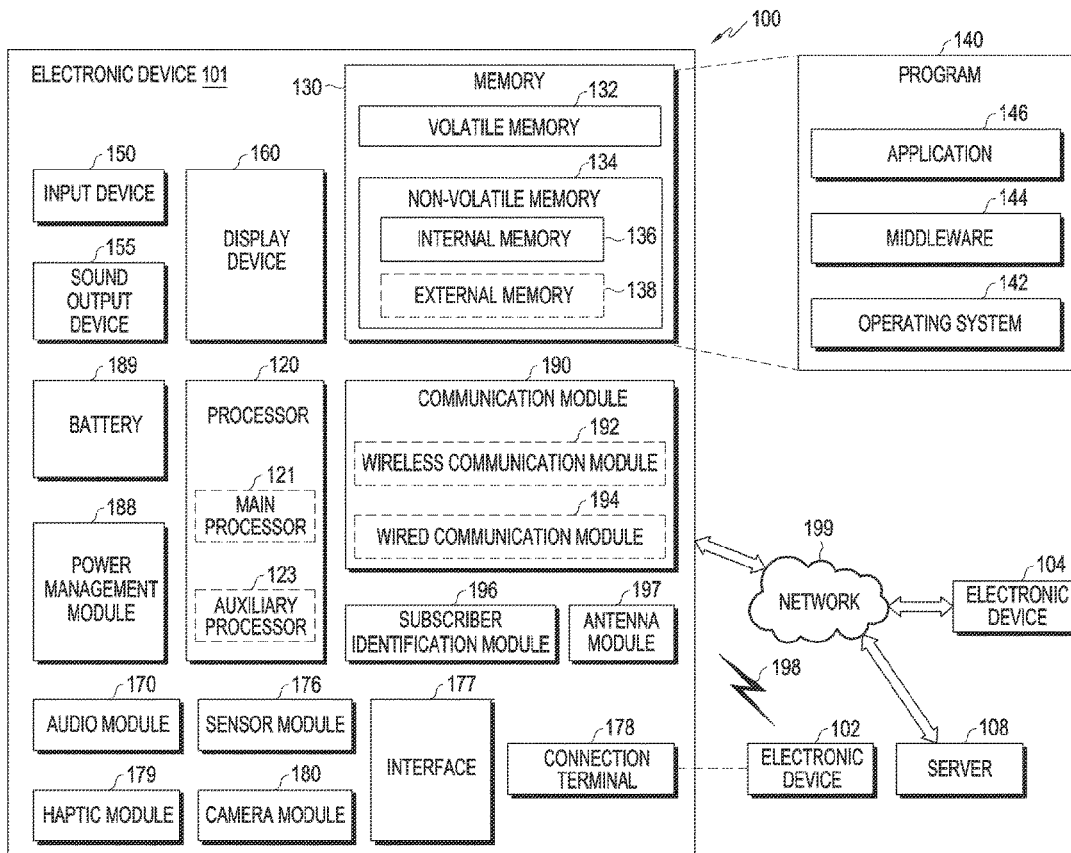 100
ELECTRONIC DEVICE 101
130
MEMORY
132
VOLATILE MEMORY
134
NON-VOLATILE MEMORY
INTERNAL MEMORY
136
EXTERNAL MEMORY
138
140
PROGRAM
146
APPLICATION
144
MIDDLEWARE
142
OPERATING SYSTEM
150
INPUT DEVICE
155
SOUND
OUTPUT
DEVICE
160
DISPLAY
DEVICE
189
BATTERY
120
PROCESSOR
121
MAIN
PROCESSOR
123
AUXILIARY
PROCESSOR
190
COMMUNICATION MODULE
192
WIRELESS COMMUNICATION MODULE
194
WIRED COMMUNICATION MODULE
188
POWER
MANAGEMENT
MODULE
196
SUBSCRIBER
IDENTIFICATION MODULE
197
ANTENNA
MODULE
199
NETWORK
104
ELECTRONIC
DEVICE
198
170
AUDIO MODULE
176
SENSOR MODULE
177
INTERFACE
178
CONNECTION
TERMINAL
102
ELECTRONIC
DEVICE
108
SERVER
179
HAPTIC MODULE
180
CAMERA MODULE